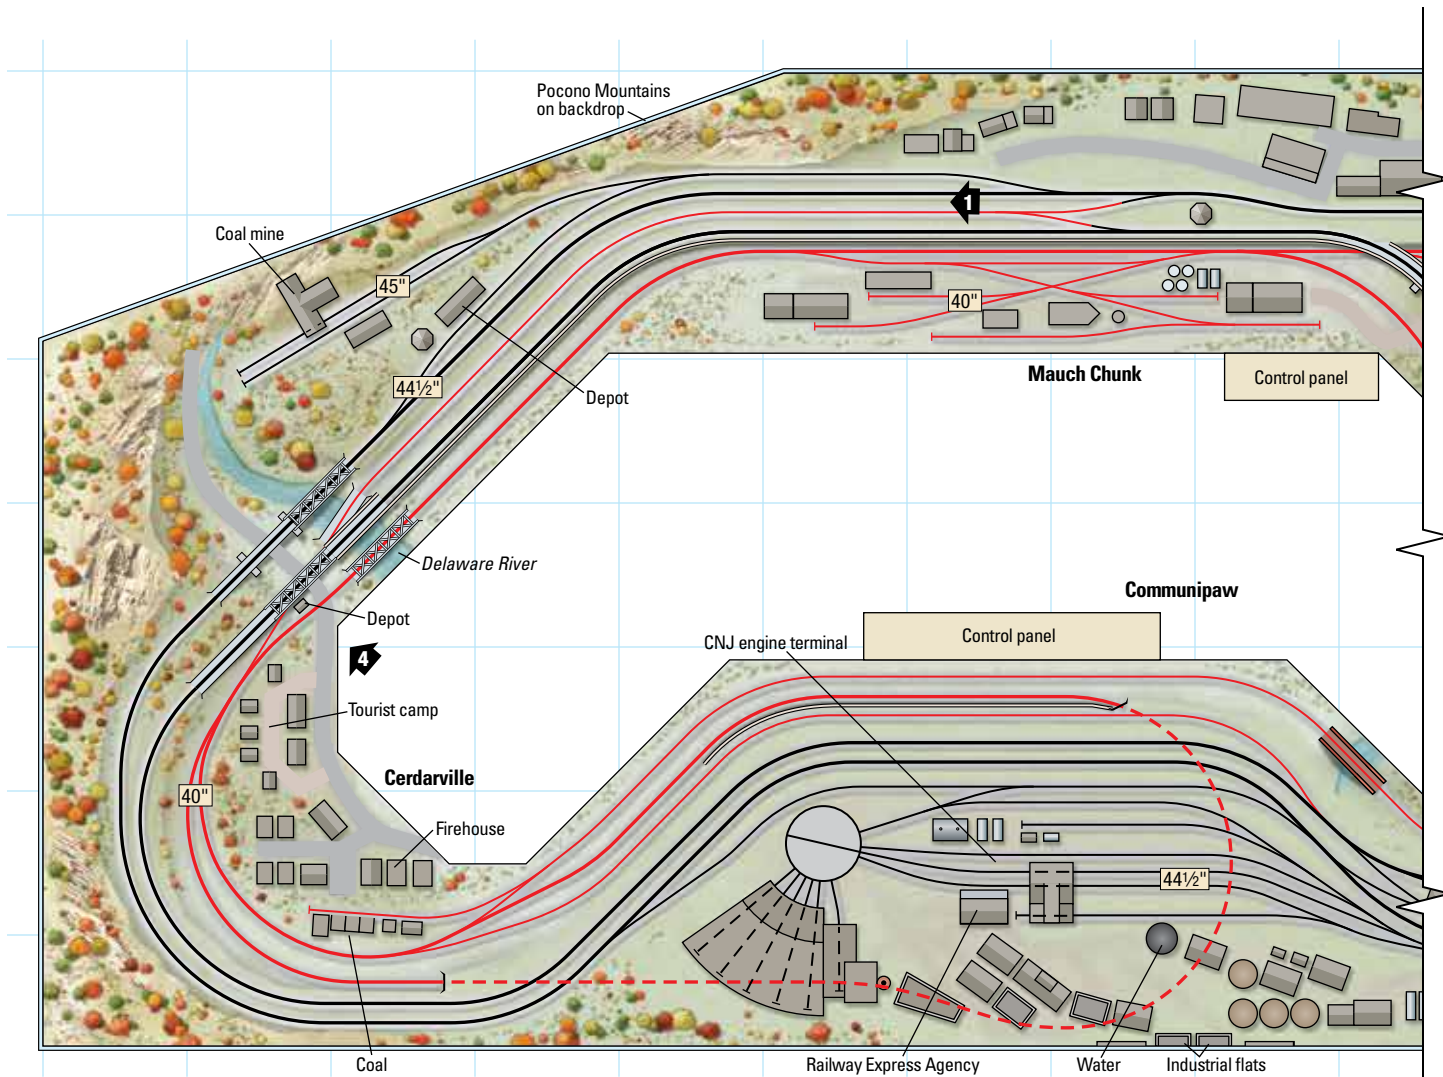 Pocono Mountains
on backdrop
1
Coal mine
45"
40"
Mauch Chunk
Control panel
44½"
Depot
Delaware River
Communipaw
Depot
Control panel
CNJ engine terminal
4
Tourist camp
Cerdarville
40"
Firehouse
44½"
Coal
Railway Express Agency
Water
Industrial flats